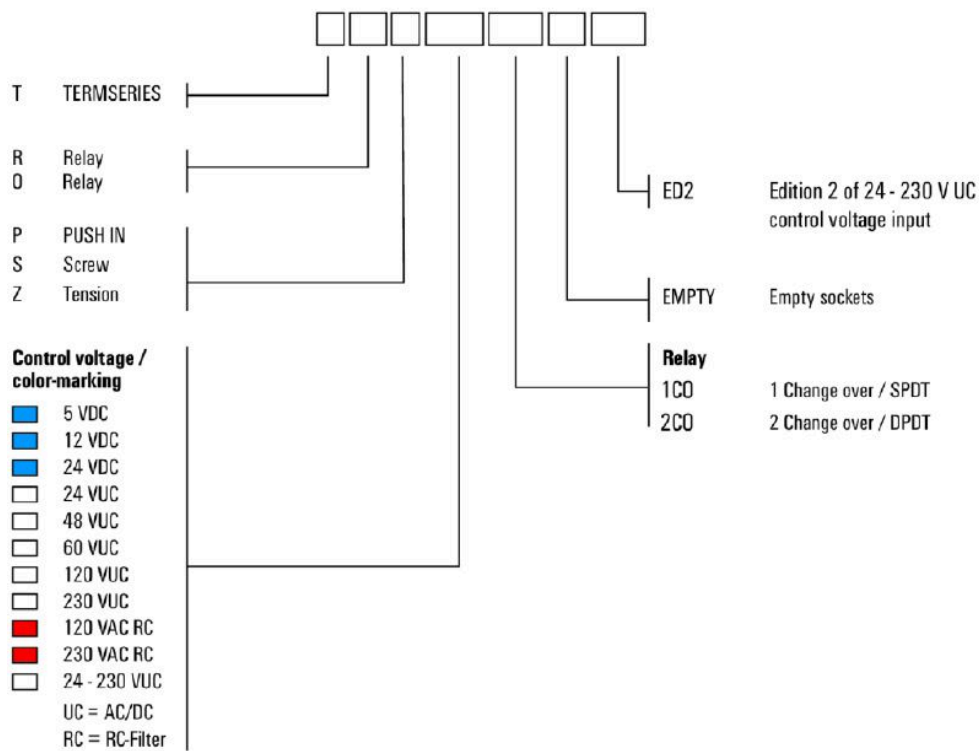 T TERMSERIES
R Relay
O Relay
P PUSH IN
S Screw
Z Tension
Control voltage /
color-marking
5 VDC
12 VDC
24 VDC
24 VUC
48 VUC
60 VUC
120 VUC
230 VUC
120 VAC RC
230 VAC RC
24 - 230 VUC
UC = AC/DC
RC = RC-Filter
ED2 Edition 2 of 24 - 230 V UC
control voltage input
EMPTY Empty sockets
Relay
1CO 1 Change over / SPDT
2CO 2 Change over / DPDT